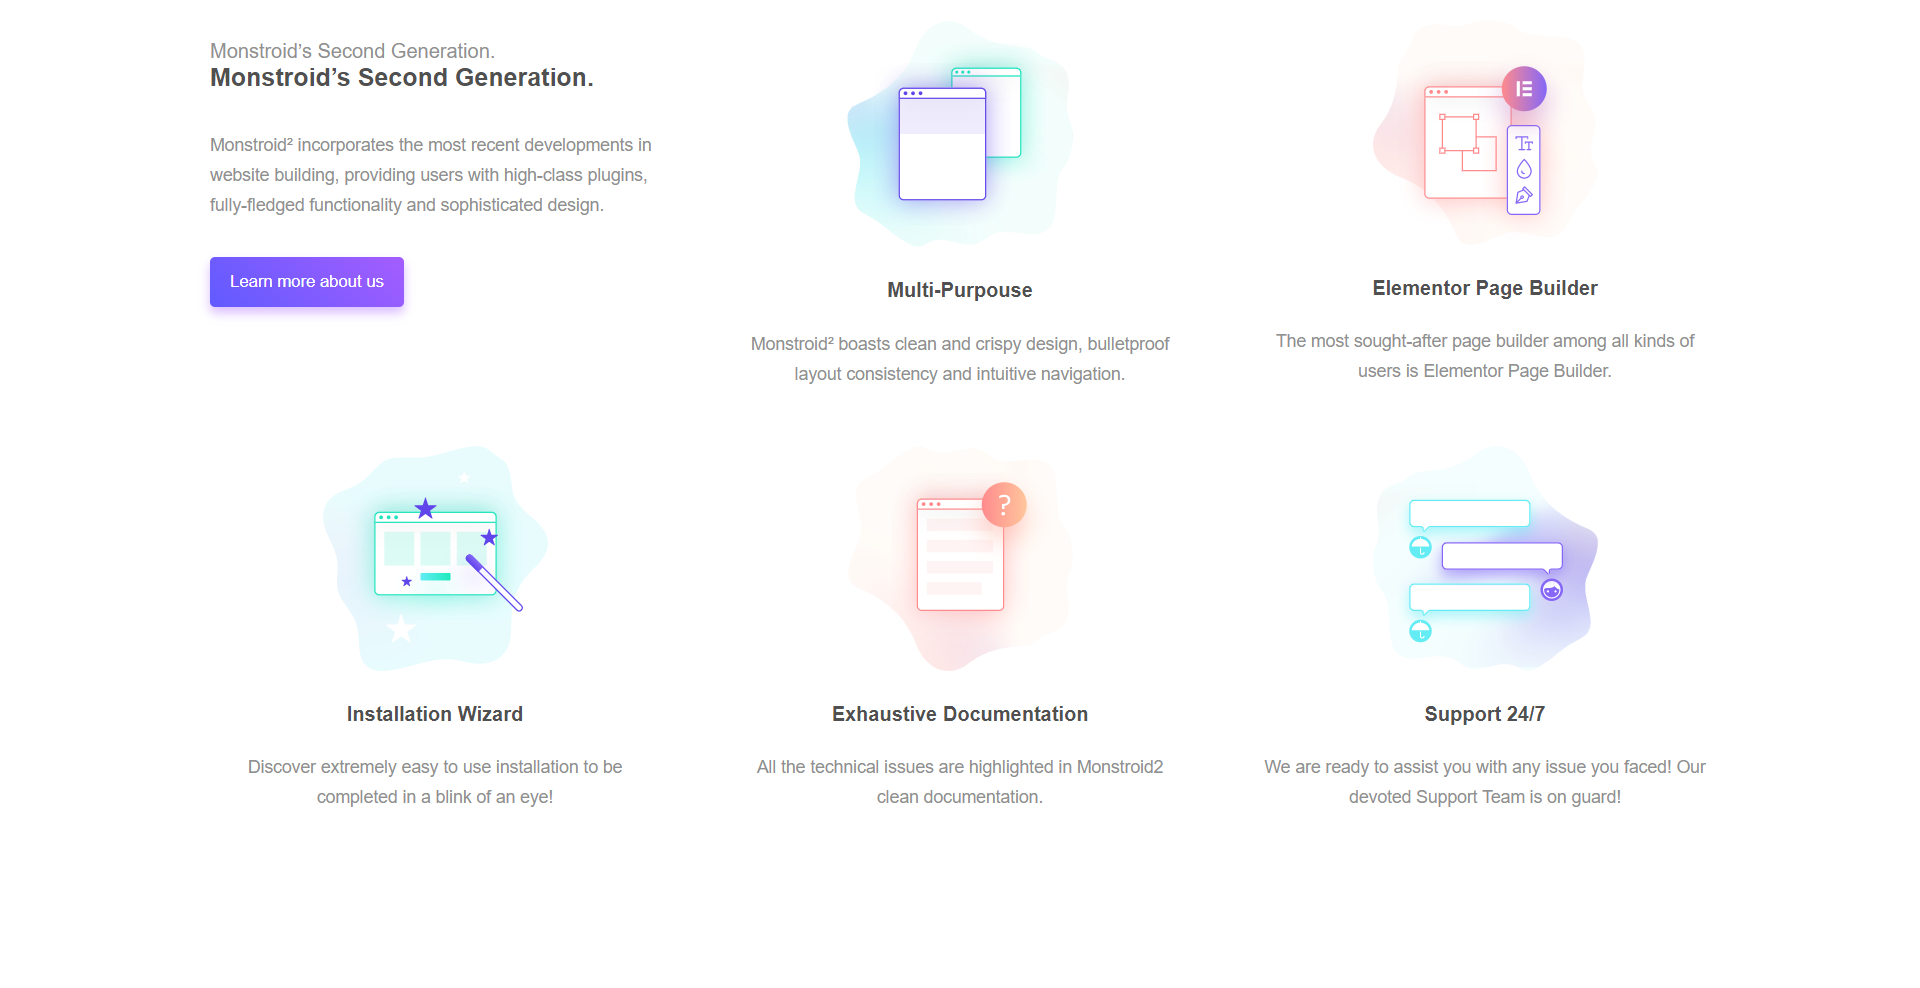 Monstroid’s Second Generation.
Monstroid’s Second Generation.
Monstroid² incorporates the most recent developments in
website building, providing users with high-class plugins,
fully-fledged functionality and sophisticated design.
Learn more about us
Multi-Purpouse
Monstroid² boasts clean and crispy design, bulletproof
layout consistency and intuitive navigation.
Elementor Page Builder
The most sought-after page builder among all kinds of
users is Elementor Page Builder.
Installation Wizard
Discover extremely easy to use installation to be
completed in a blink of an eye!
?
Exhaustive Documentation
All the technical issues are highlighted in Monstroid2
clean documentation.
Support 24/7
We are ready to assist you with any issue you faced! Our
devoted Support Team is on guard!